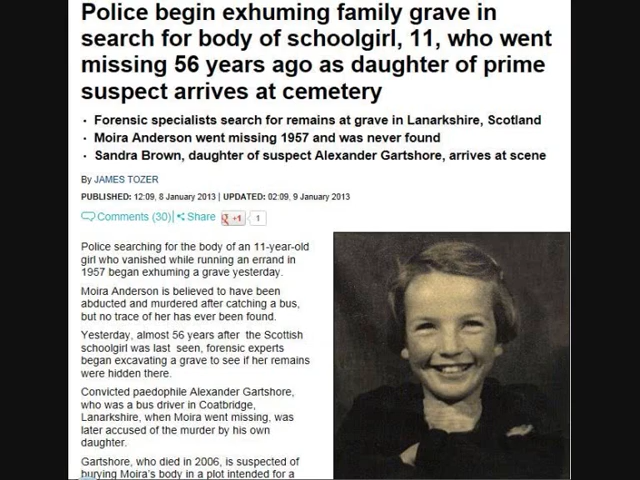 Police begin exhuming family grave in
search for body of schoolgirl, 11, who went
missing 56 years ago as daughter of prime
suspect arrives at cemetery
· Forensic specialists search for remains at grave in Lanarkshire, Scotland
· Moira Anderson went missing 1957 and was never found
· Sandra Brown, daughter of suspect Alexander Gartshore, arrives at scene
By JAMES TOZER
PUBLISHED: 12:09, 8 January 2013 | UPDATED: 02:09, 9 January 2013
Comments (30) | Share +1 1
Police searching for the body of an 11-year-old
girl who vanished while running an errand in
1957 began exhuming a grave yesterday.
Moira Anderson is believed to have been
abducted and murdered after catching a bus,
but no trace of her has ever been found.
Yesterday, almost 56 years after the Scottish
schoolgirl was last seen, forensic experts
began excavating a grave to see if her remains
were hidden there.
Convicted paedophile Alexander Gartshore,
who was a bus driver in Coatbridge,
Lanarkshire, when Moira went missing, was
later accused of the murder by his own
daughter.
Gartshore, who died in 2006, is suspected of
burying Moira's body in a plot intended for a